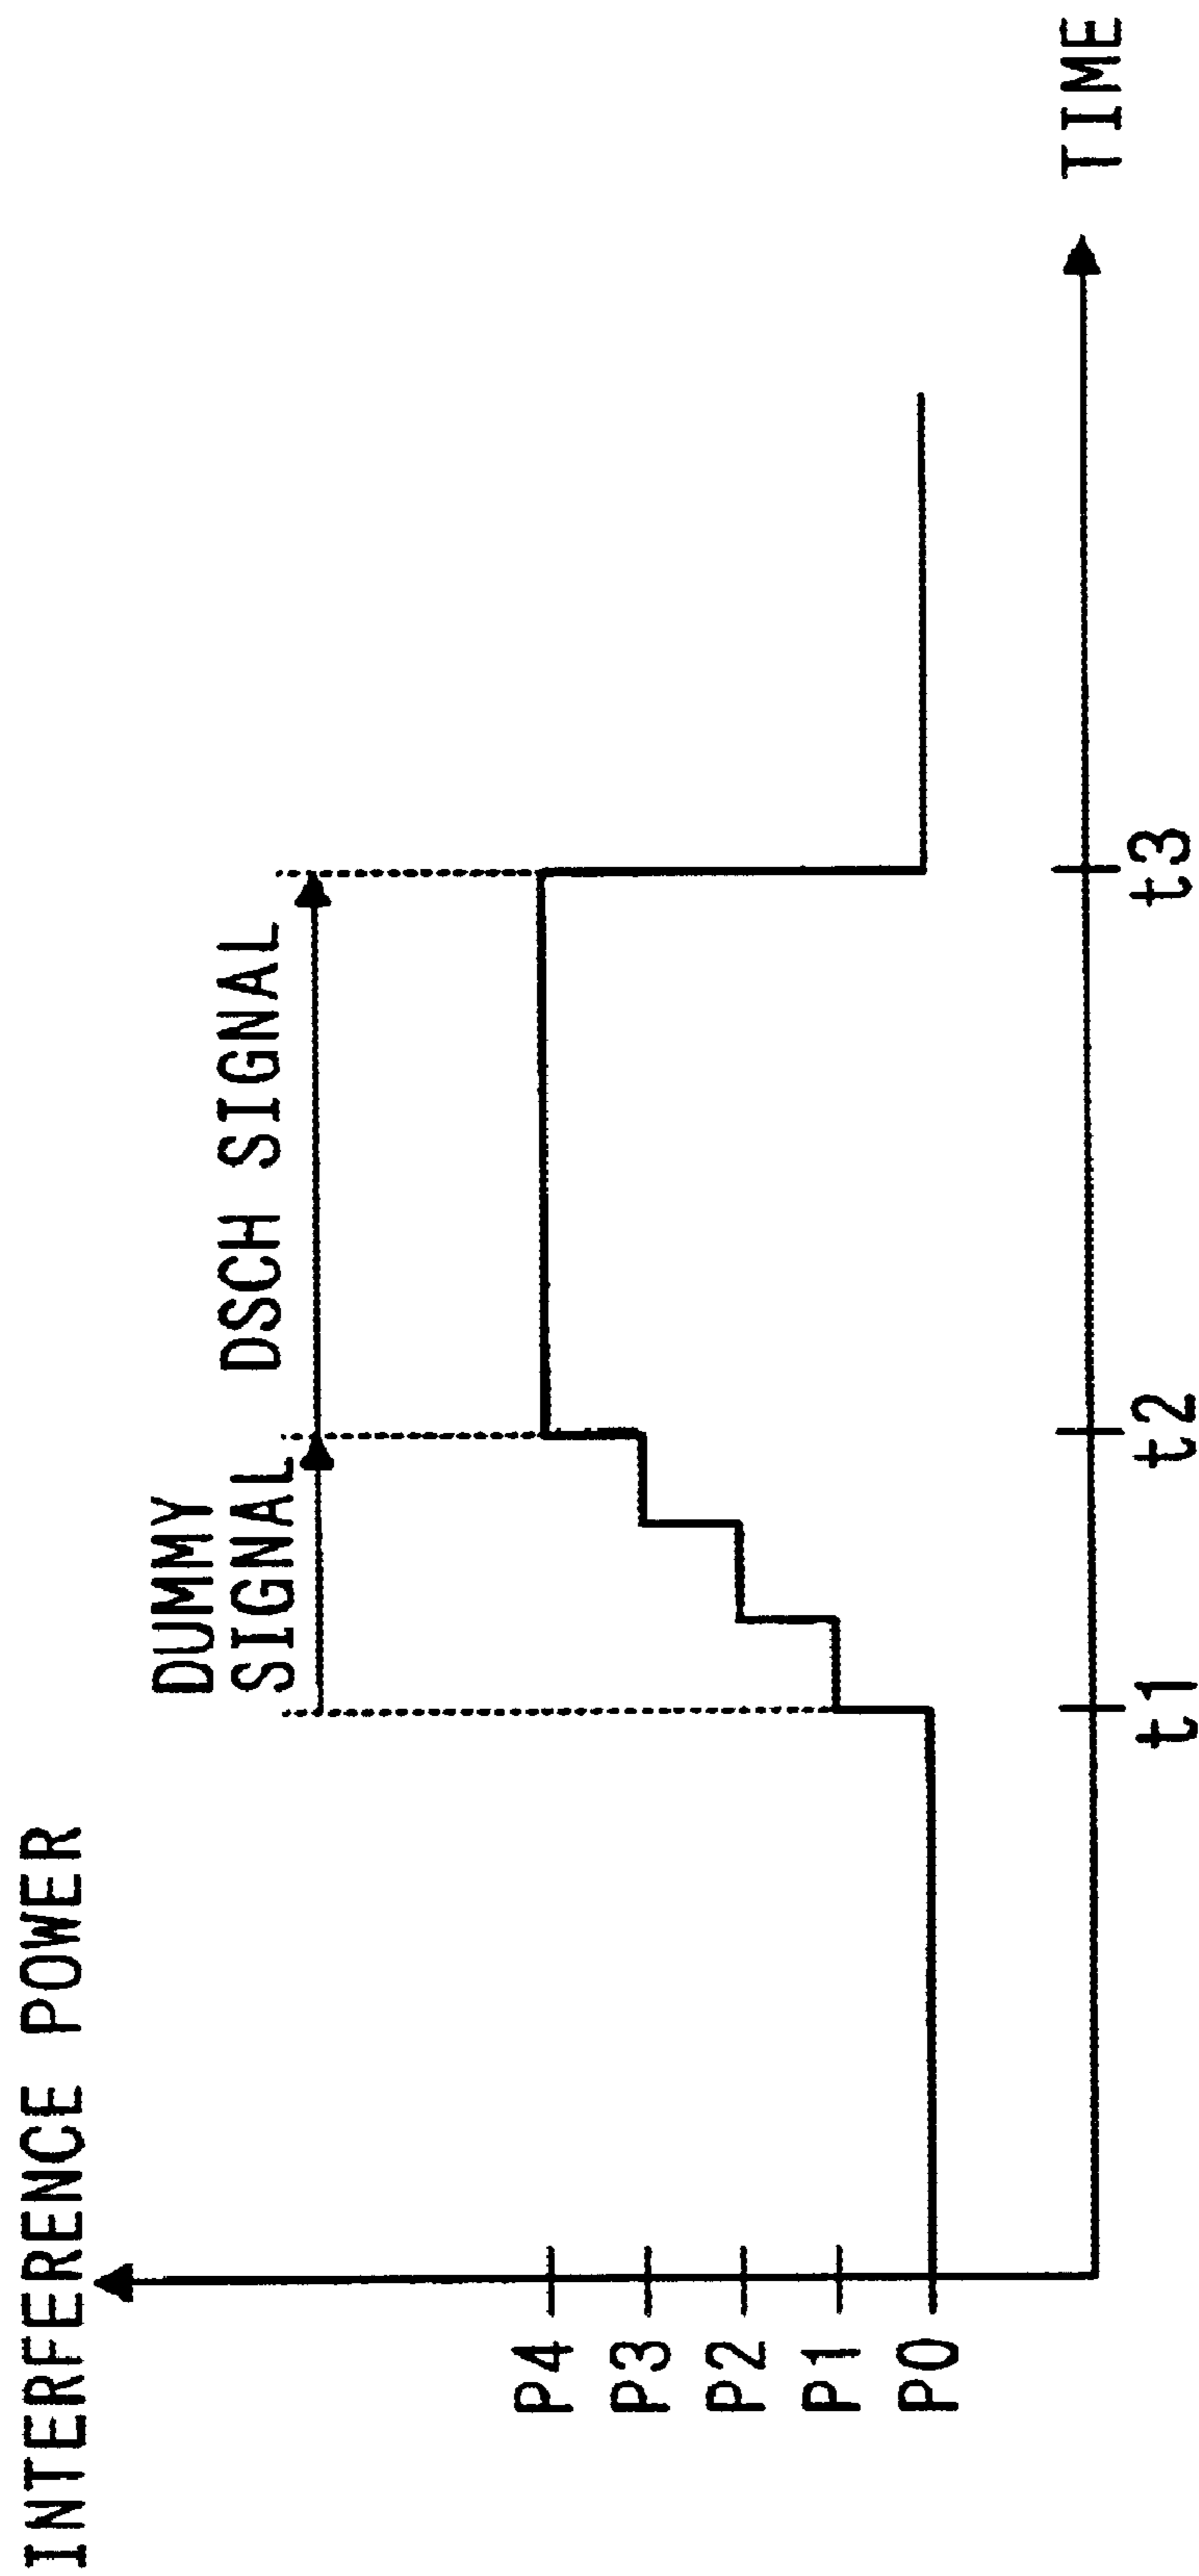 INTERFERENCE POWER
DUMMY
SIGNAL
DSCH SIGNAL
P4
P3
P2
P1
P0
t1
t2
t3
TIME